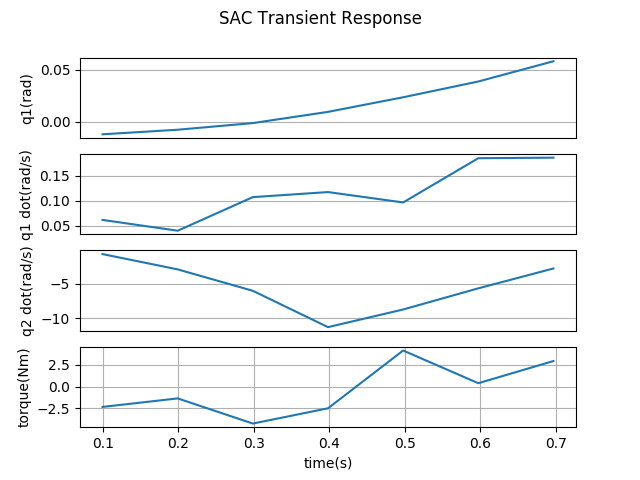 SAC Transient Response
q1(rad)
0.05
0.00
q1 dot(rad/s)
0.15
0.10
0.05
q2 dot(rad/s)
−5
−10
torque(Nm)
2.5
0.0
−2.5
0.1 0.2 0.3 0.4 0.5 0.6 0.7
time(s)